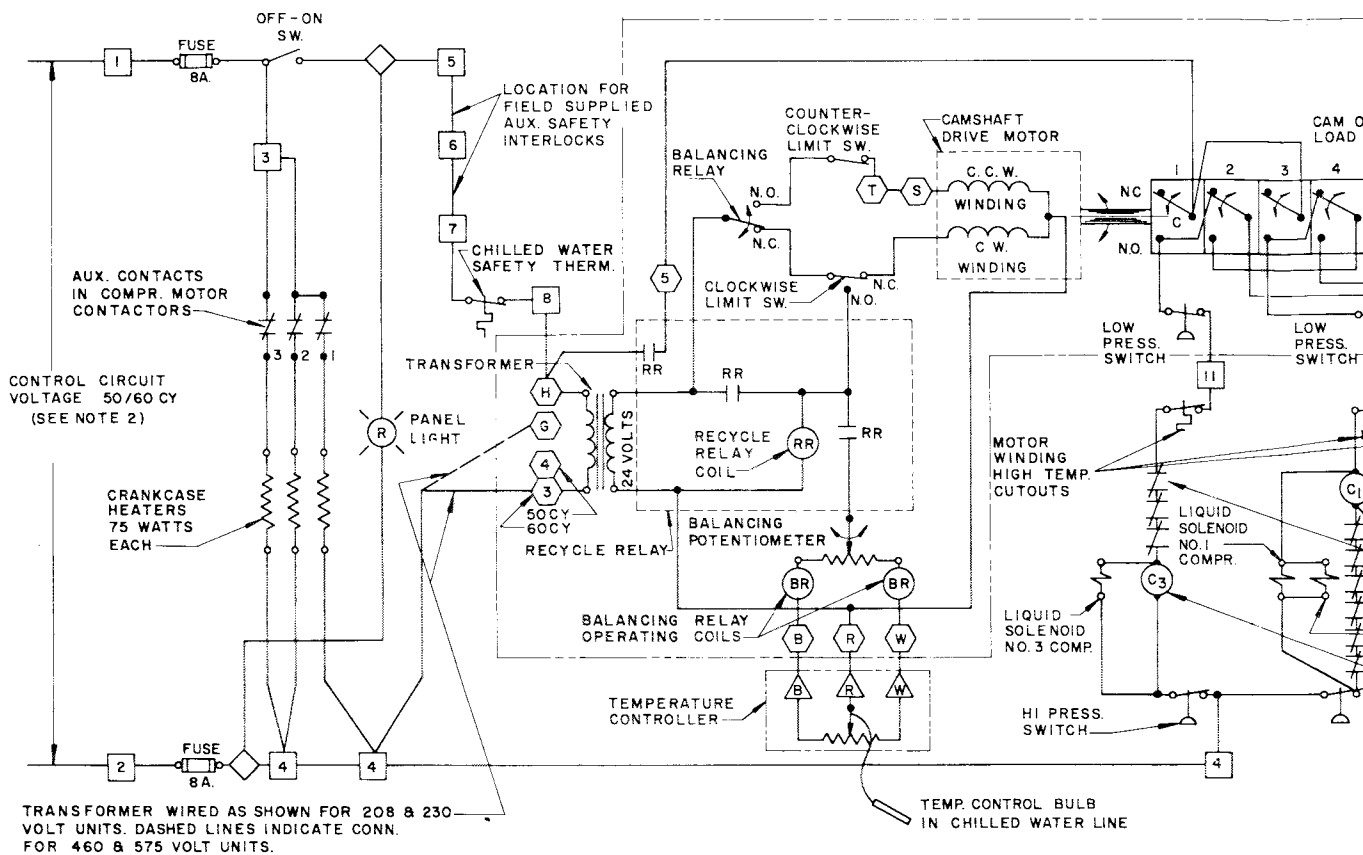 OFF-ON
SW.
FUSE
8A.
1
5
LOCATION FOR
FIELD SUPPLIED
AUX. SAFETY
INTERLOCKS
COUNTER-
CLOCKWISE
LIMIT SW.
CAMSHAFT
DRIVE MOTOR
CAM O
LOAD
3
6
BALANCING
RELAY
N.O.
N.C.
T
S
C.C.W.
WINDING
C.W.
WINDING
1
2
3
4
N.C
C
N.O.
7
CHILLED WATER
SAFETY THERM.
8
5
CLOCKWISE
LIMIT SW.
N.C.
N.O.
AUX. CONTACTS
IN COMPR. MOTOR
CONTACTORS
3
2
1
LOW
PRESS.
SWITCH
LOW
PRESS.
SWITCH
TRANSFORMER
RR
RR
11
CONTROL CIRCUIT
VOLTAGE 50/60 CY
(SEE NOTE 2)
H
G
4
3
24 VOLTS
R
PANEL
LIGHT
RECYCLE
RELAY
COIL
RR
RR
MOTOR
WINDING
HIGH TEMP.
CUTOUTS
CRANKCASE
HEATERS
75 WATTS
EACH
50CY
60CY
RECYCLE RELAY
BALANCING
POTENTIOMETER
C1
LIQUID
SOLENOID
NO.1
COMPR.
BR
BR
C3
BALANCING RELAY
OPERATING COILS
B
R
W
LIQUID
SOLENOID
NO.3 COMP.
TEMPERATURE
CONTROLLER
B
R
W
HI PRESS.
SWITCH
FUSE
8A.
2
4
4
4
TRANSFORMER WIRED AS SHOWN FOR 208 & 230
VOLT UNITS. DASHED LINES INDICATE CONN.
FOR 460 & 575 VOLT UNITS.
TEMP. CONTROL BULB
IN CHILLED WATER LINE